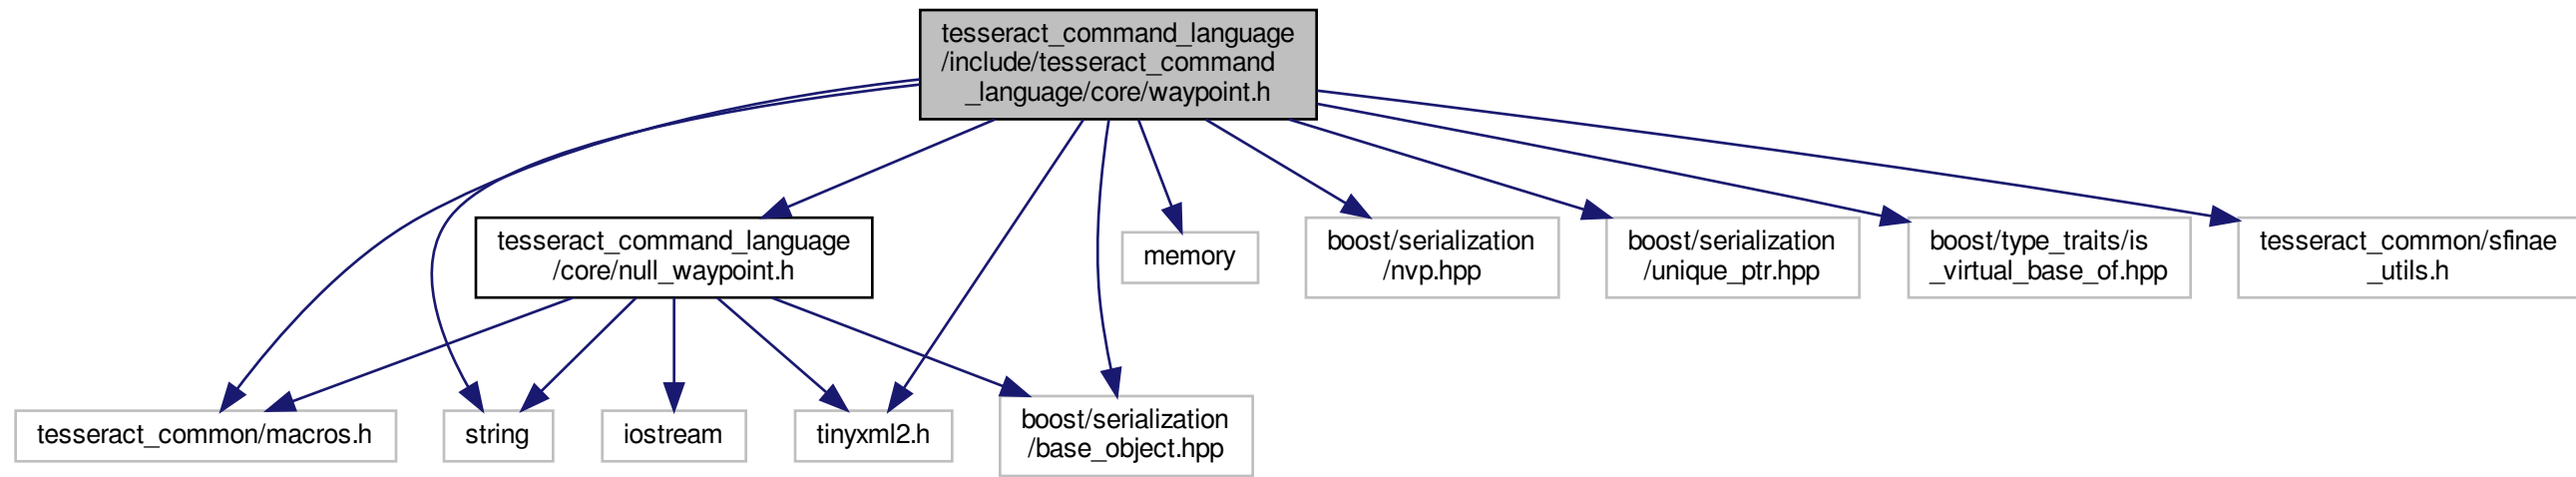 tesseract_command_language
/include/tesseract_command
_language/core/waypoint.h
tesseract_command_language
/core/null_waypoint.h
memory
boost/serialization
/nvp.hpp
boost/serialization
/unique_ptr.hpp
boost/type_traits/is
_virtual_base_of.hpp
tesseract_common/sfinae
_utils.h
tesseract_common/macros.h
string
iostream
tinyxml2.h
boost/serialization
/base_object.hpp